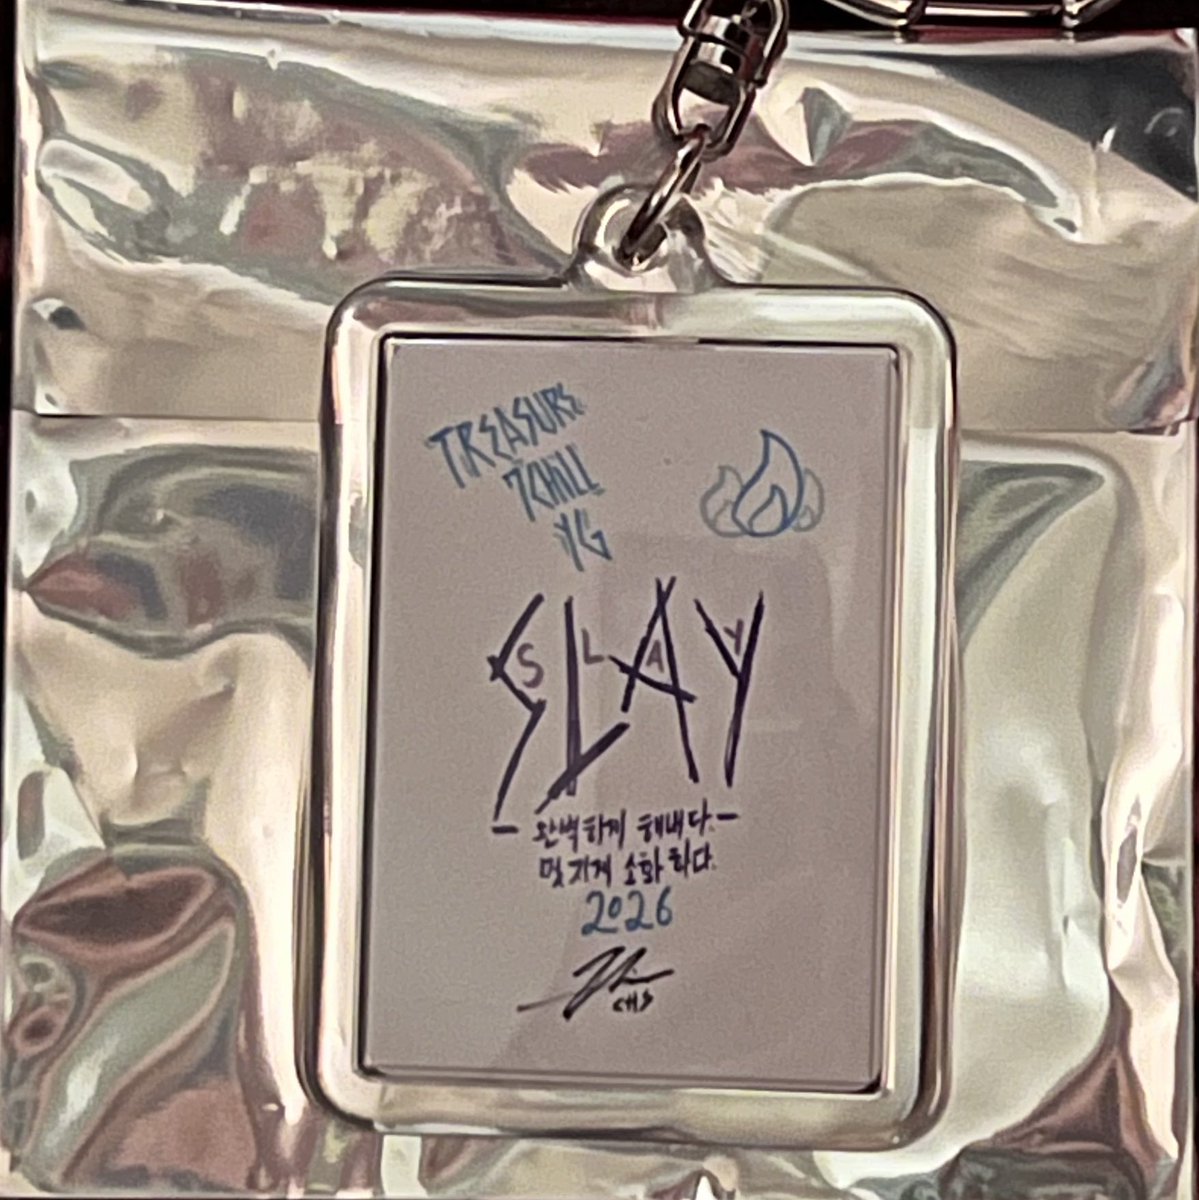 TREASURE
7CHILL
YG
SLAY
S L A Y
- 완벽하게 해내다. -
멋지게 소화하다.
2026
CHS